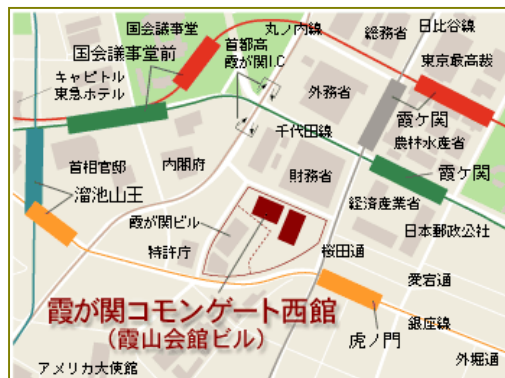 国会議事堂
丸ノ内線
総務省
日比谷線
国会議事堂前
首都高
霞が関I.C
東京最高裁
キャピトル
東急ホテル
外務省
霞ケ関
農林水産省
千代田線
首相官邸
内閣府
財務省
霞ケ関
溜池山王
経済産業省
霞が関ビル
日本郵政公社
特許庁
桜田通
愛宕通
霞が関コモンゲート西館
(霞山会館ビル)
銀座線
虎ノ門
外堀通
アメリカ大使館